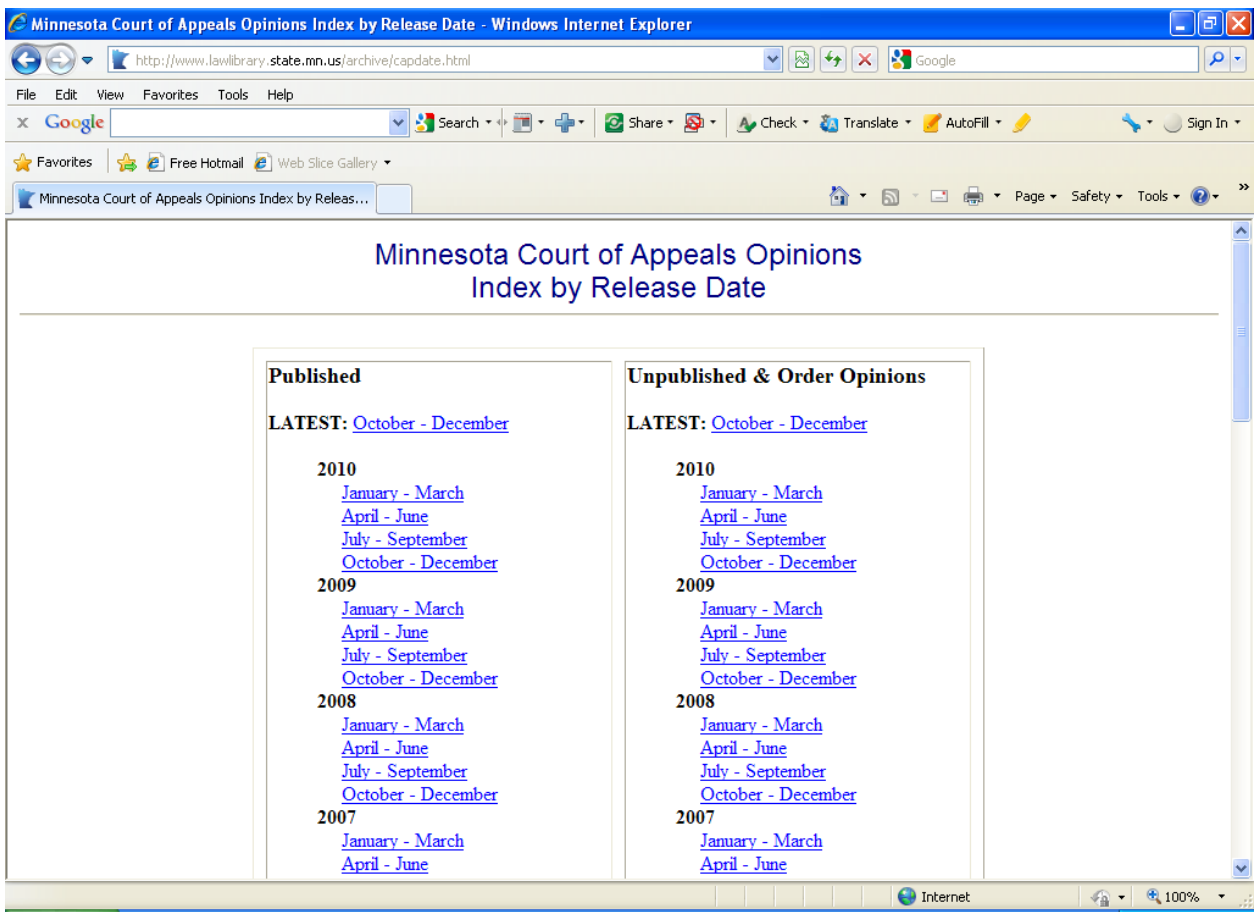 Minnesota Court of Appeals Opinions Index by Release Date - Windows Internet Explorer
http://www.lawlibrary.state.mn.us/archive/capdate.html
Google
File Edit View Favorites Tools Help
x Google Search Share Check Translate AutoFill Sign In
Favorites Free Hotmail Web Slice Gallery
Minnesota Court of Appeals Opinions Index by Releas... Page Safety Tools »
Minnesota Court of Appeals Opinions
Index by Release Date
Published
LATEST: October - December
2010
January - March
April - June
July - September
October - December
2009
January - March
April - June
July - September
October - December
2008
January - March
April - June
July - September
October - December
2007
January - March
April - June
Unpublished & Order Opinions
LATEST: October - December
2010
January - March
April - June
July - September
October - December
2009
January - March
April - June
July - September
October - December
2008
January - March
April - June
July - September
October - December
2007
January - March
April - June
Internet 100%